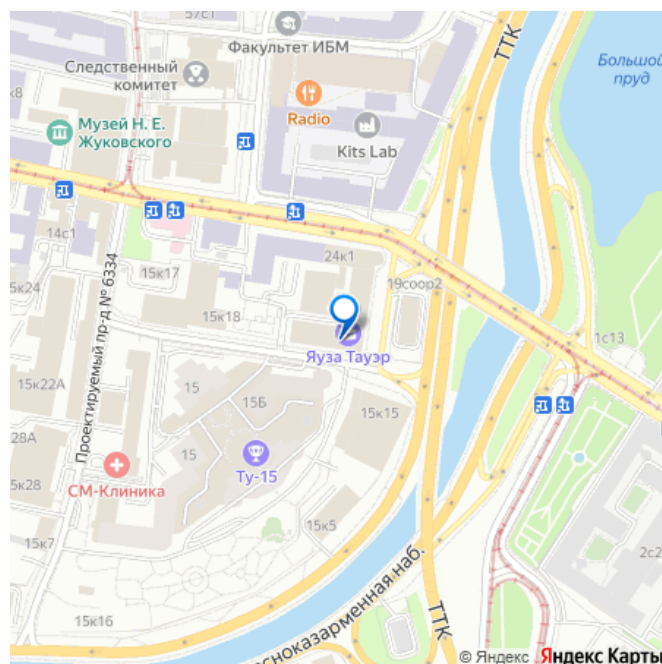 57с1
ТТК
Факультет ИБМ
Большой
пруд
Следственный
комитет
к8
Radio
Музей Н. Е.
Жуковского
Kits Lab
14с1
24к1
15к17
19соор2
15к24
15к18
Проектируемый пр-д № 6334
1с13
Яуза Тауэр
15
15к22А
15Б
15к15
28А
15
Ту-15
СМ-Клиника
15к28
15к5
15к7
2с2
сноказарменная наб.
15к16
ТТК
© Яндекс Яндекс Карты